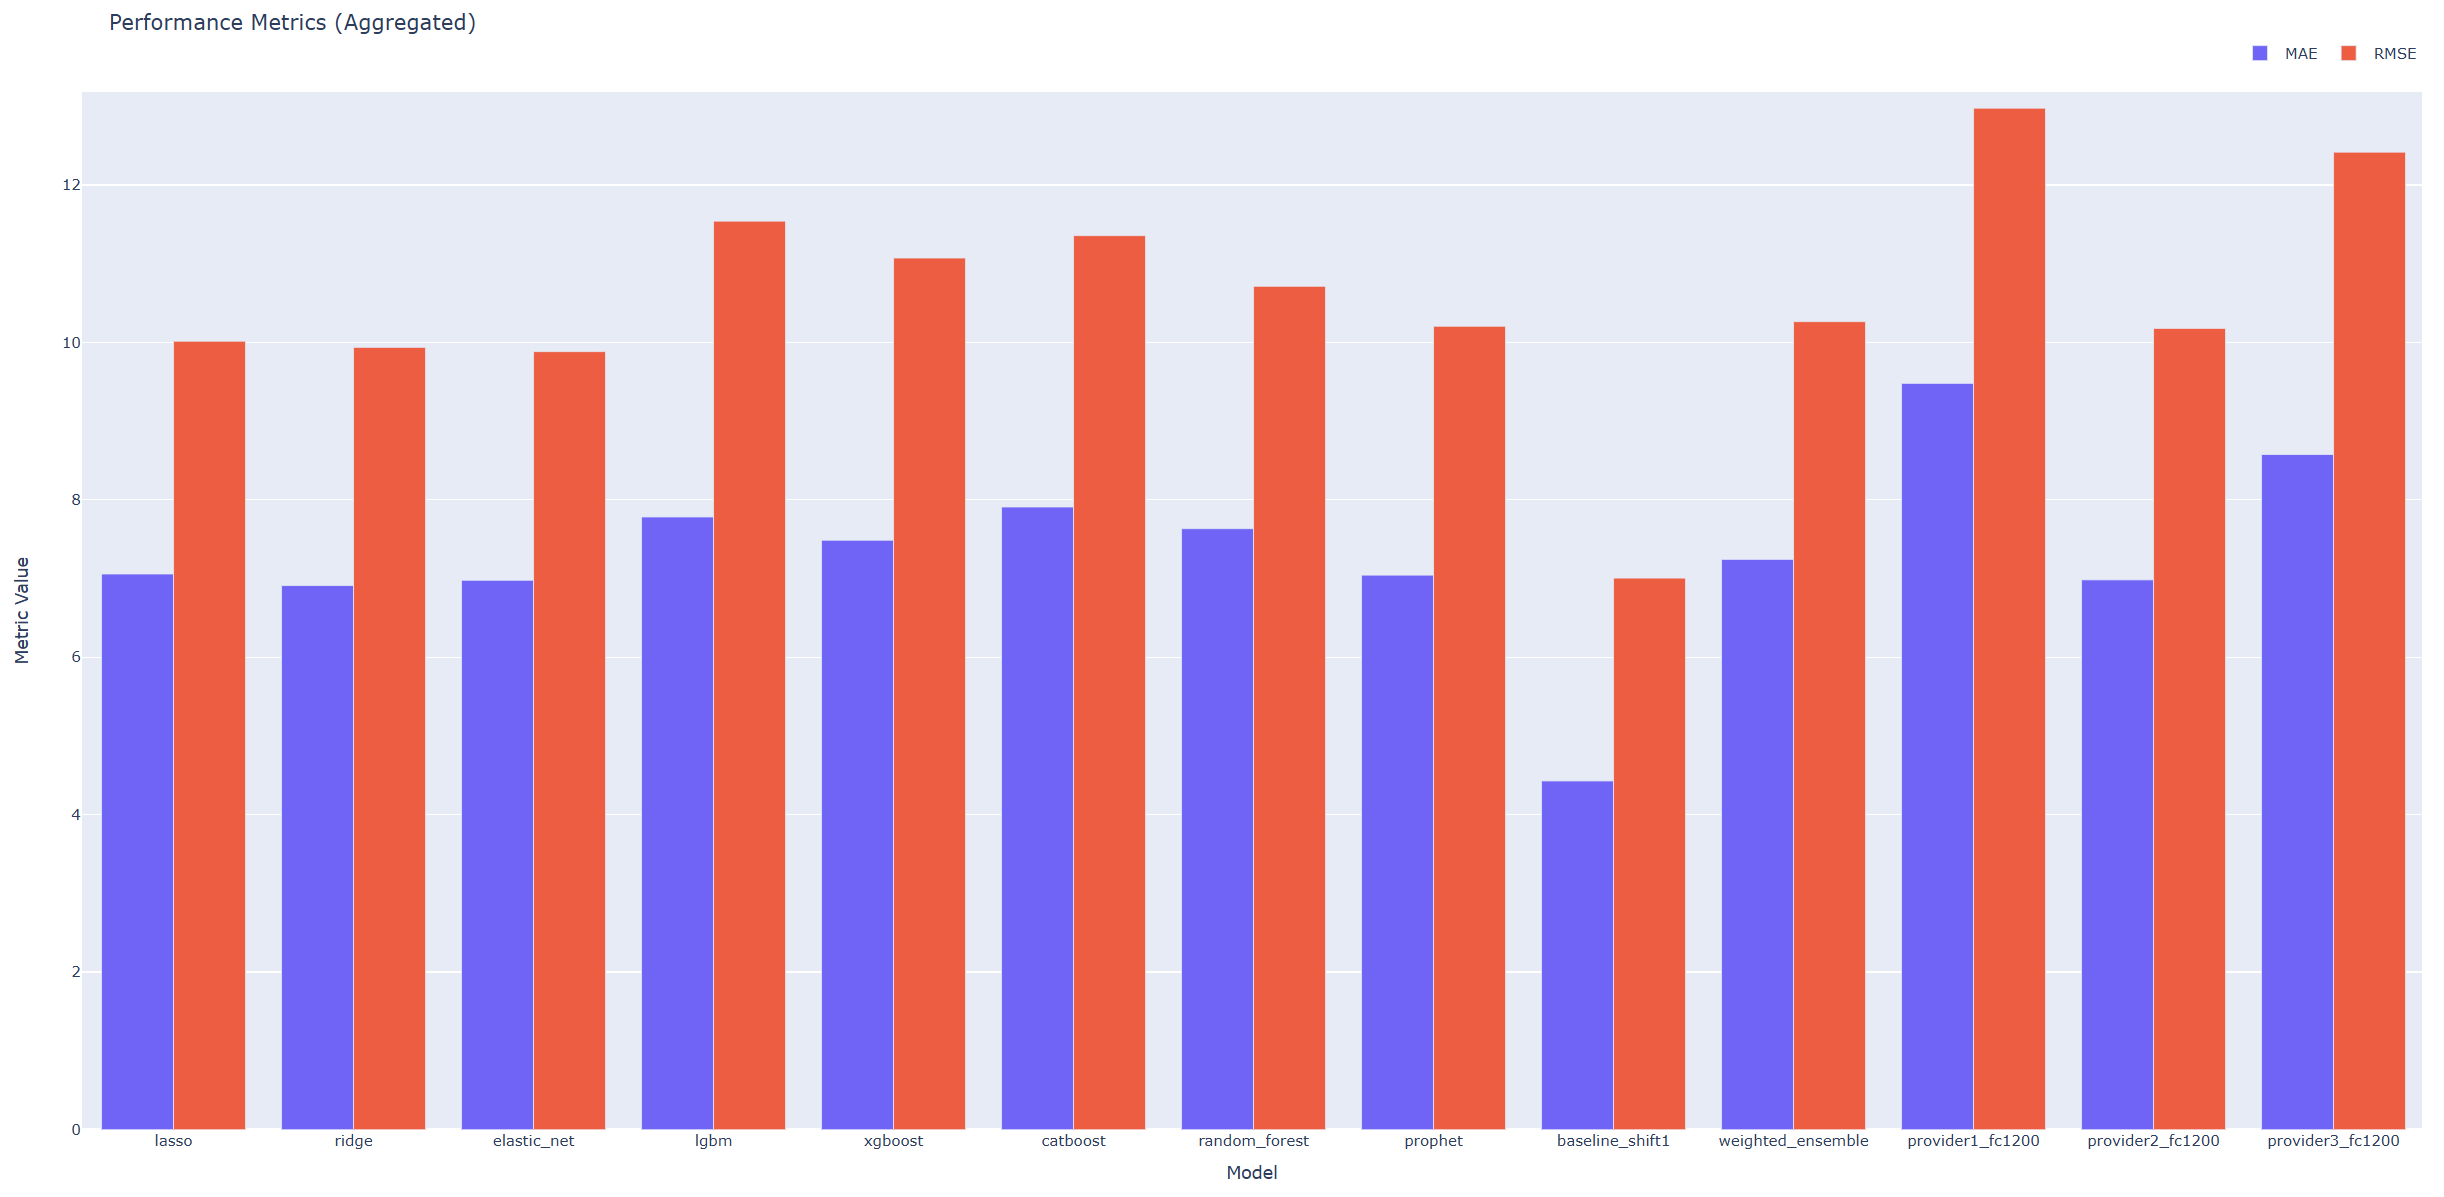 Performance Metrics (Aggregated)
MAE
RMSE
12
10
8
6
4
2
0
Metric Value
lasso
ridge
elastic_net
lgbm
xgboost
catboost
random_forest
prophet
baseline_shift1
weighted_ensemble
provider1_fc1200
provider2_fc1200
provider3_fc1200
Model